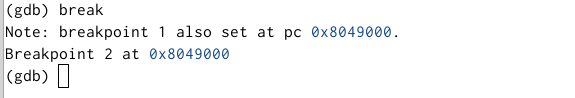 (gdb) break
Note: breakpoint 1 also set at pc 0x8049000.
Breakpoint 2 at 0x8049000
(gdb)